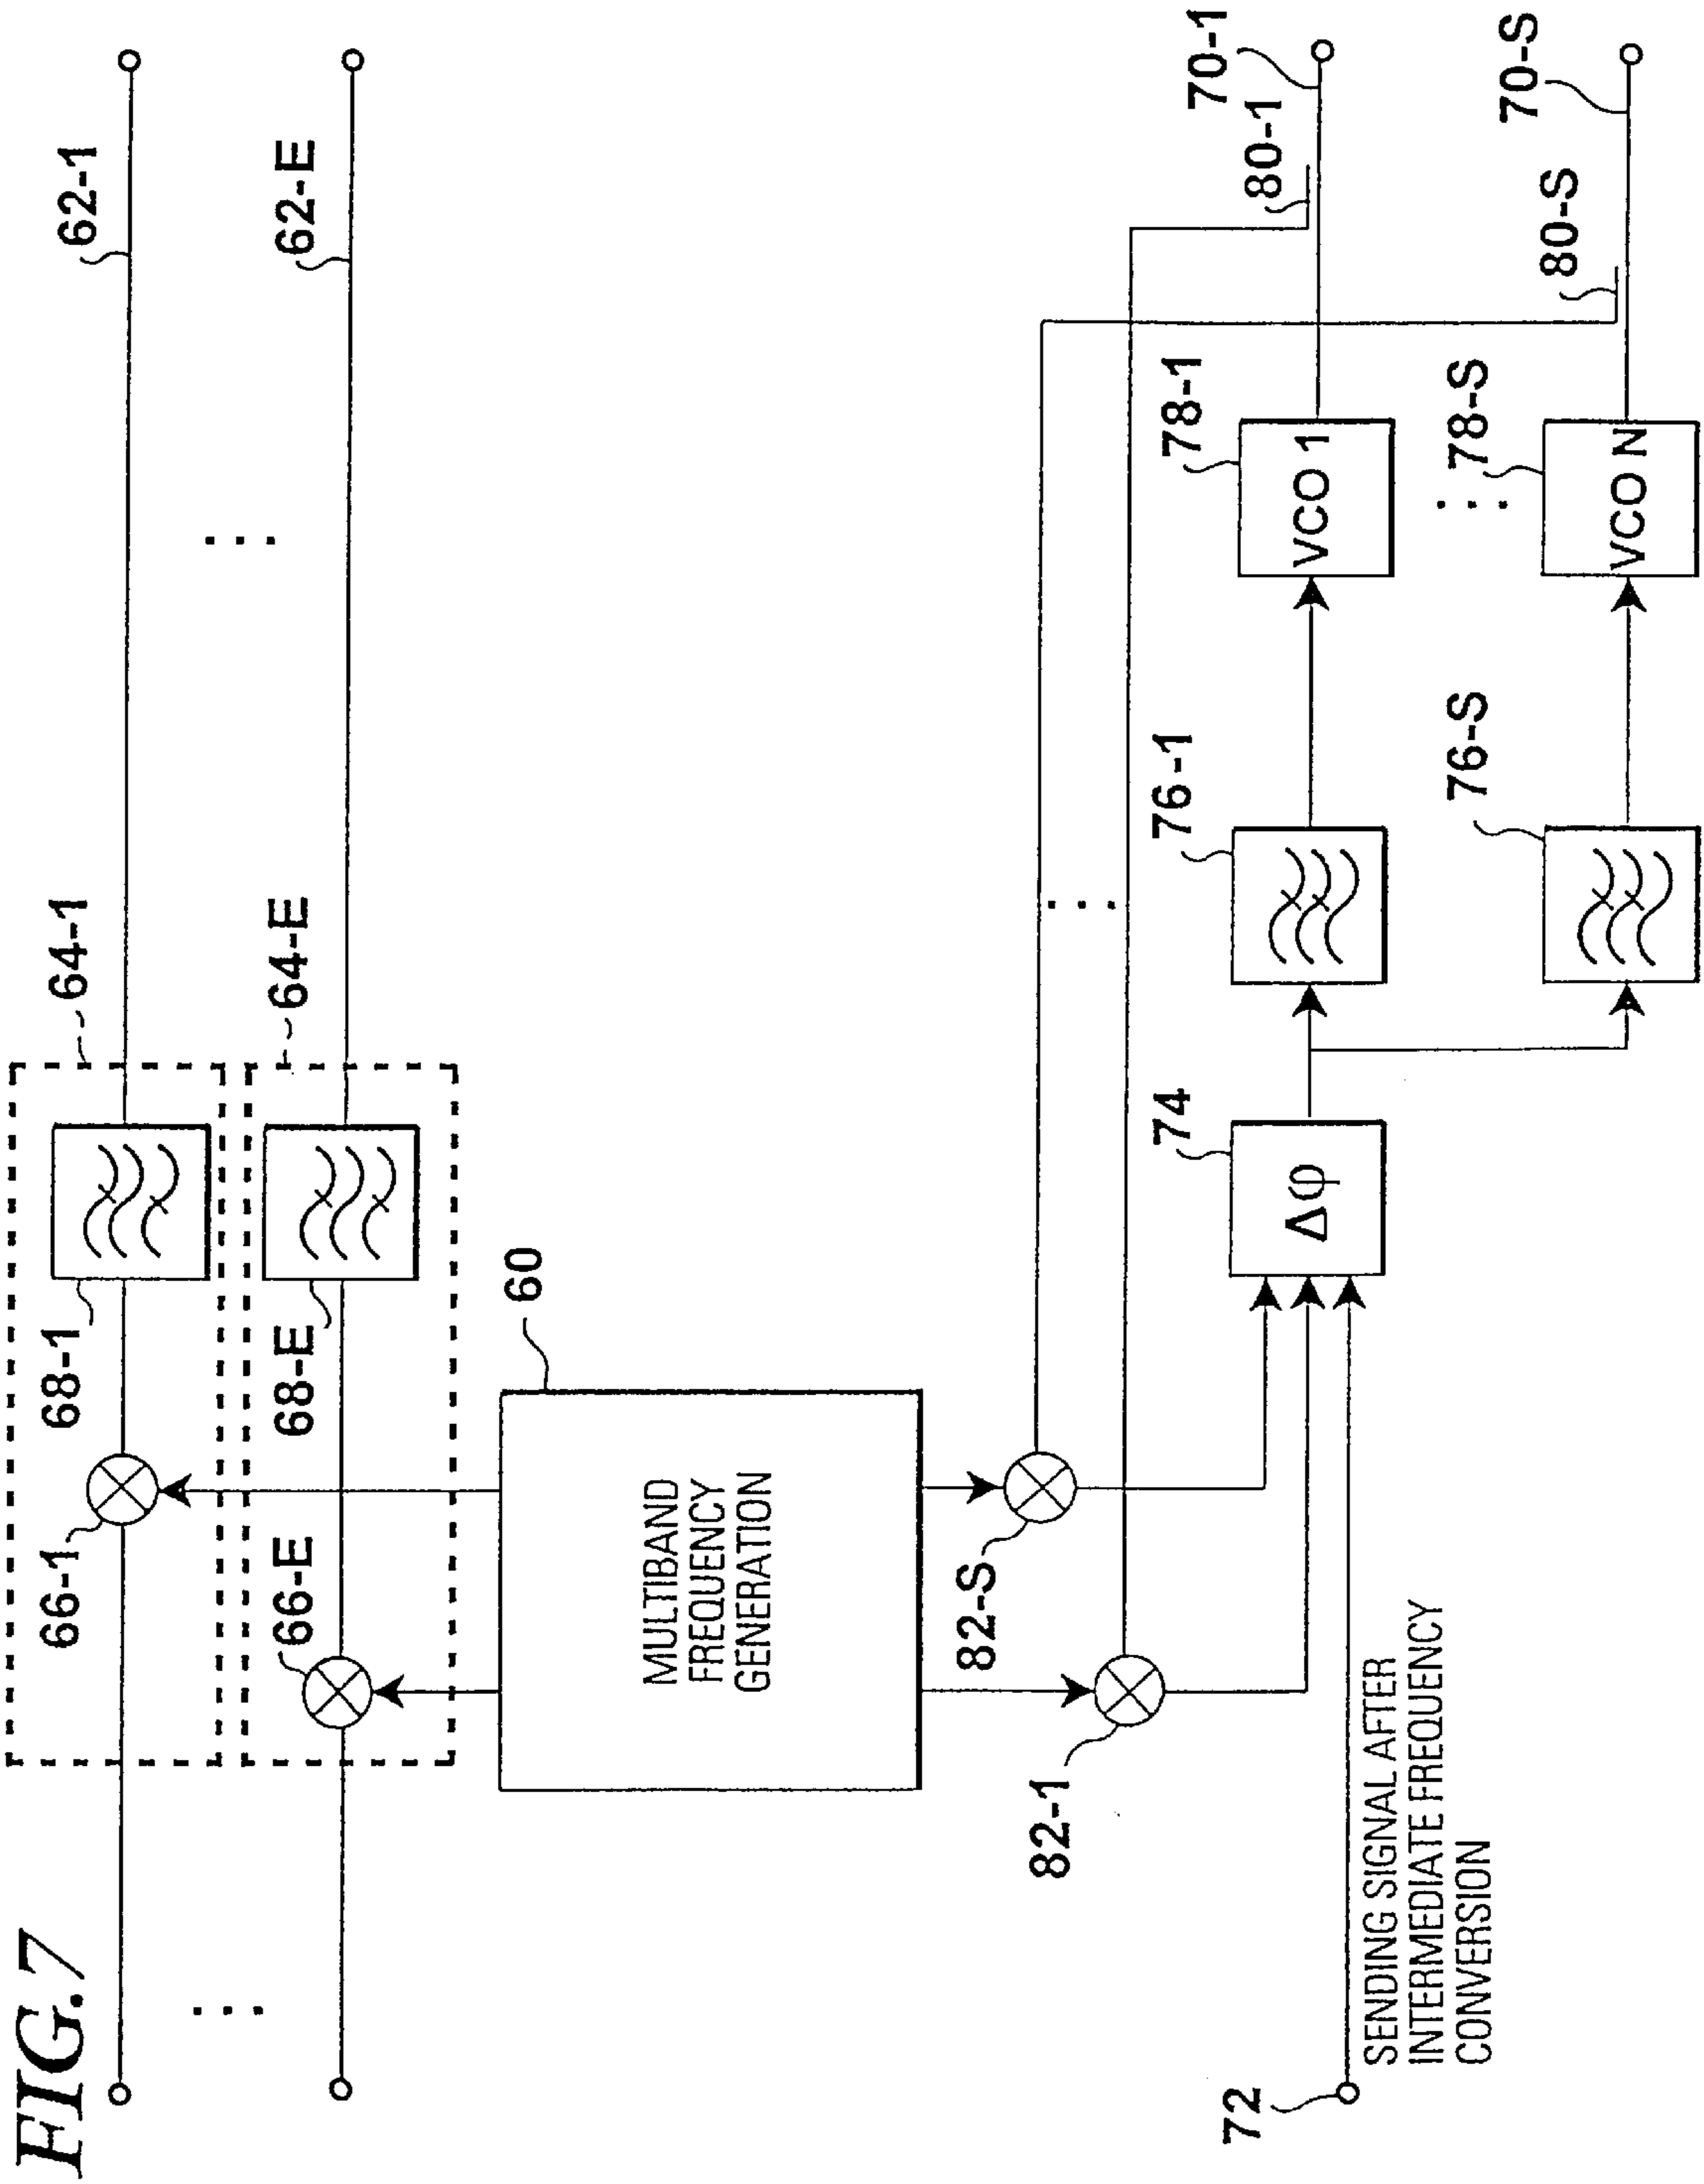 FIG.7
62-1
62-E
64-1
64-E
68-1
68-E
66-1
66-E
60
MULTIBAND
FREQUENCY
GENERATION
82-S
82-1
70-1
80-1
70-S
80-S
78-1
VCO 1
78-S
VCO N
76-1
76-S
74
Δφ
72
SENDING SIGNAL AFTER
INTERMEDIATE FREQUENCY
CONVERSION